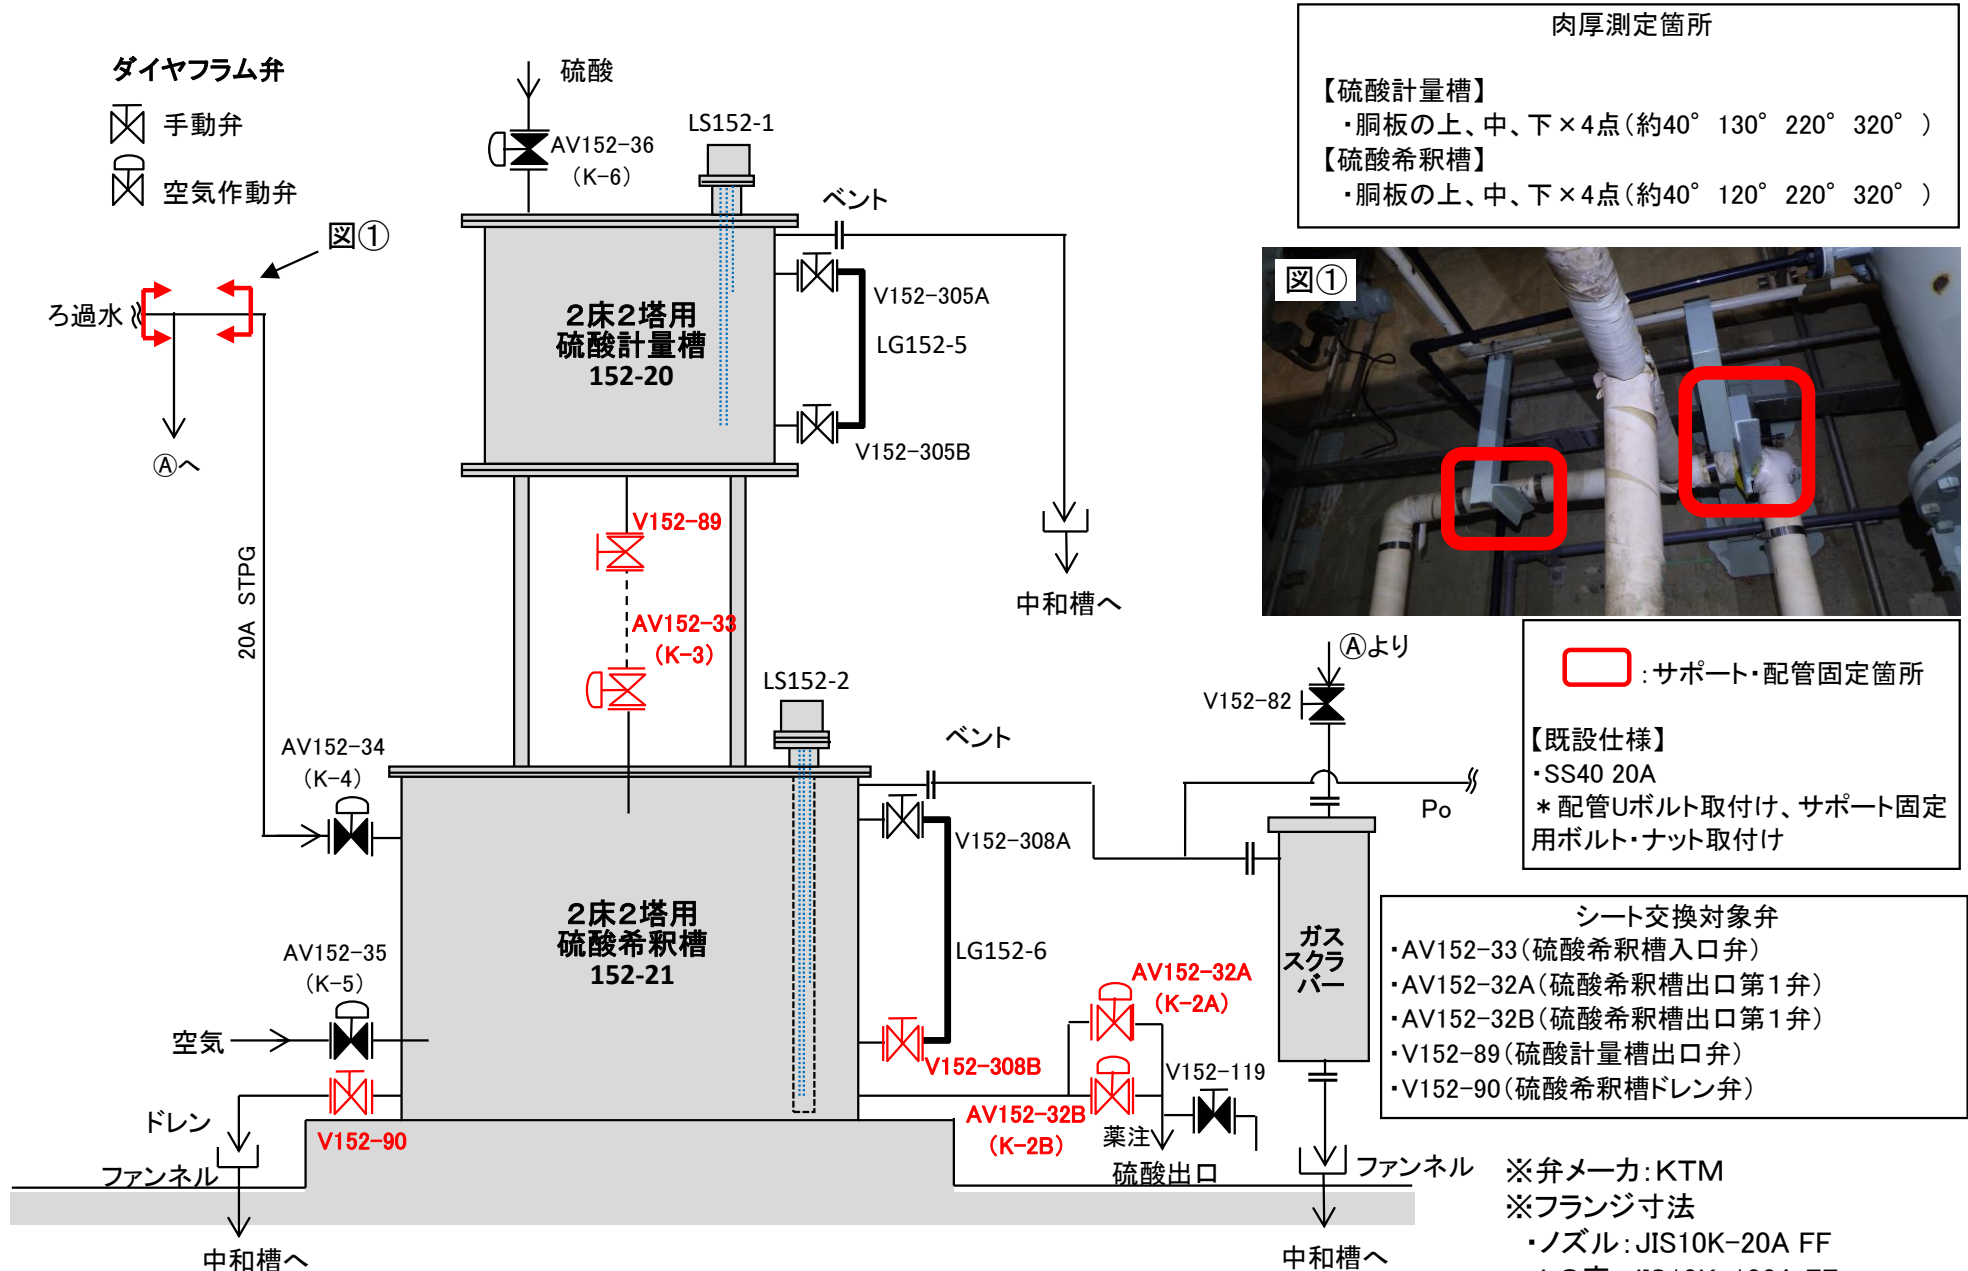 肉厚測定箇所
【硫酸計量槽】
・胴板の上、中、下×4点(約40°130°220°320°)
【硫酸希釈槽】
・胴板の上、中、下×4点(約40°120°220°320°)
ダイヤフラム弁
手動弁
空気作動弁
硫酸
AV152-36
(K-6)
LS152-1
ベント
図①
ろ過水
Ⓐへ
20A STPG
2床2塔用
硫酸計量槽
152-20
V152-305A
LG152-5
V152-305B
中和槽へ
図①
V152-89
AV152-33
(K-3)
LS152-2
ベント
Ⓐより
V152-82
Po
:サポート・配管固定箇所
【既設仕様】
・SS40 20A
*配管Uボルト取付け、サポート固定
用ボルト・ナット取付け
AV152-34
(K-4)
V152-308A
2床2塔用
硫酸希釈槽
152-21
LG152-6
AV152-35
(K-5)
空気
V152-308B
AV152-32A
(K-2A)
AV152-32B
(K-2B)
V152-119
薬注
硫酸出口
ガス
スクラ
バー
シート交換対象弁
・AV152-33(硫酸希釈槽入口弁)
・AV152-32A(硫酸希釈槽出口第1弁)
・AV152-32B(硫酸希釈槽出口第1弁)
・V152-89(硫酸計量槽出口弁)
・V152-90(硫酸希釈槽ドレン弁)
ドレン
V152-90
ファンネル
中和槽へ
ファンネル
中和槽へ
※弁メーカ:KTM
※フランジ寸法
・ノズル:JIS10K-20A FF